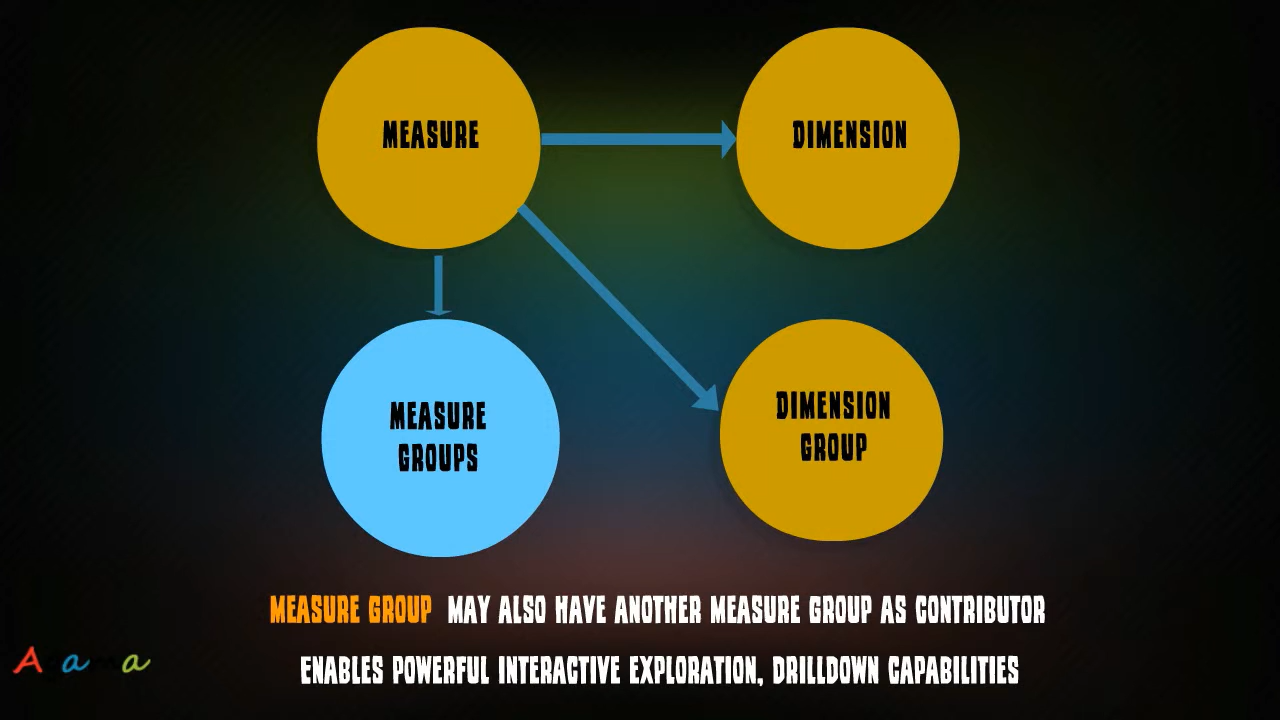 MEASURE
DIMENSION
MEASURE
GROUPS
DIMENSION
GROUP
MEASURE GROUP MAY ALSO HAVE ANOTHER MEASURE GROUP AS CONTRIBUTOR
ENABLES POWERFUL INTERACTIVE EXPLORATION, DRILLDOWN CAPABILITIES